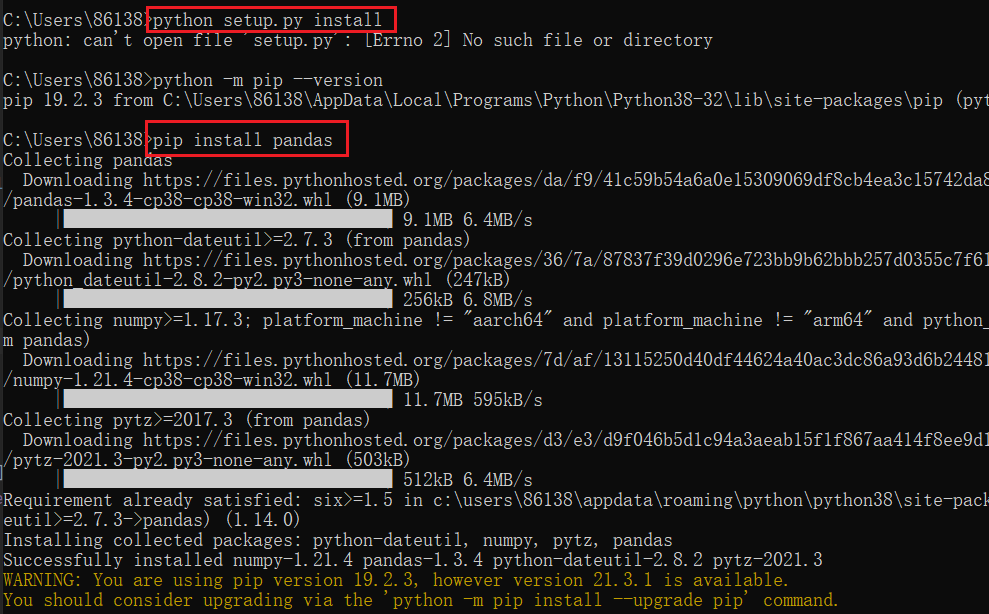 C:\Users\86138>python setup.py install
python: can't open file 'setup.py': [Errno 2] No such file or directory
C:\Users\86138>python -m pip --version
pip 19.2.3 from C:\Users\86138\AppData\Local\Programs\Python\Python38-32\lib\site-packages\pip (pyt
C:\Users\86138>pip install pandas
Collecting pandas
Downloading https://files.pythonhosted.org/packages/da/f9/41c59b54a6a0e15309069df8cb4ea3c15742da8
/pandas-1.3.4-cp38-cp38-win32.whl (9.1MB)
9.1MB 6.4MB/s
Collecting python-dateutil>=2.7.3 (from pandas)
Downloading https://files.pythonhosted.org/packages/36/7a/87837f39d0296e723bb9b62bbb257d0355c7f61
/python_dateutil-2.8.2-py2.py3-none-any.whl (247kB)
256kB 6.8MB/s
Collecting numpy>=1.17.3; platform_machine != "aarch64" and platform_machine != "arm64" and python_
m pandas)
Downloading https://files.pythonhosted.org/packages/7d/af/13115250d40df44624a40ac3dc86a93d6b24481
/numpy-1.21.4-cp38-cp38-win32.whl (11.7MB)
11.7MB 595kB/s
Collecting pytz>=2017.3 (from pandas)
Downloading https://files.pythonhosted.org/packages/d3/e3/d9f046b5d1c94a3aeab15f1f867aa414f8ee9d1
/pytz-2021.3-py2.py3-none-any.whl (503kB)
512kB 6.4MB/s
Requirement already satisfied: six>=1.5 in c:\users\86138\appdata\roaming\python\python38\site-pack
eutil>=2.7.3->pandas) (1.14.0)
Installing collected packages: python-dateutil, numpy, pytz, pandas
Successfully installed numpy-1.21.4 pandas-1.3.4 python-dateutil-2.8.2 pytz-2021.3
WARNING: You are using pip version 19.2.3, however version 21.3.1 is available.
You should consider upgrading via the 'python -m pip install --upgrade pip' command.